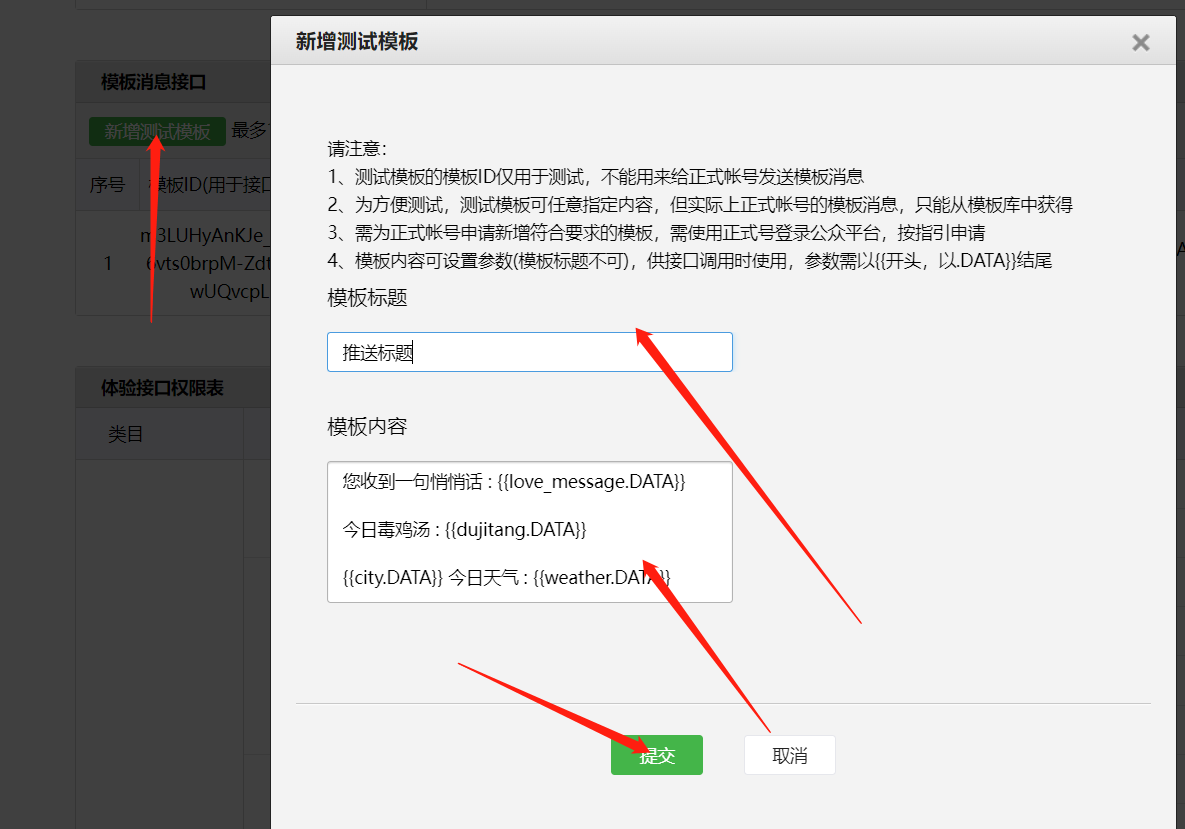 新增测试模板
模板消息接口
新增测试模板 最多
序号 模板ID(用于接口
1
m3LUHyAnKJe_
6vts0brpM-Zdt
wUQvcpL
体验接口权限表
类目
请注意：
1、测试模板的模板ID仅用于测试，不能用来给正式帐号发送模板消息
2、为方便测试，测试模板可任意指定内容，但实际上正式帐号的模板消息，只能从模板库中获得
3、需为正式帐号申请新增符合要求的模板，需使用正式号登录公众平台，按指引申请
4、模板内容可设置参数(模板标题不可)，供接口调用时使用，参数需以{{开头，以.DATA}}结尾
模板标题
推送标题
模板内容
您收到一句悄悄话 : {{love_message.DATA}}
今日毒鸡汤 : {{dujitang.DATA}}
{{city.DATA}} 今日天气 : {{weather.DATA}}
提交 取消